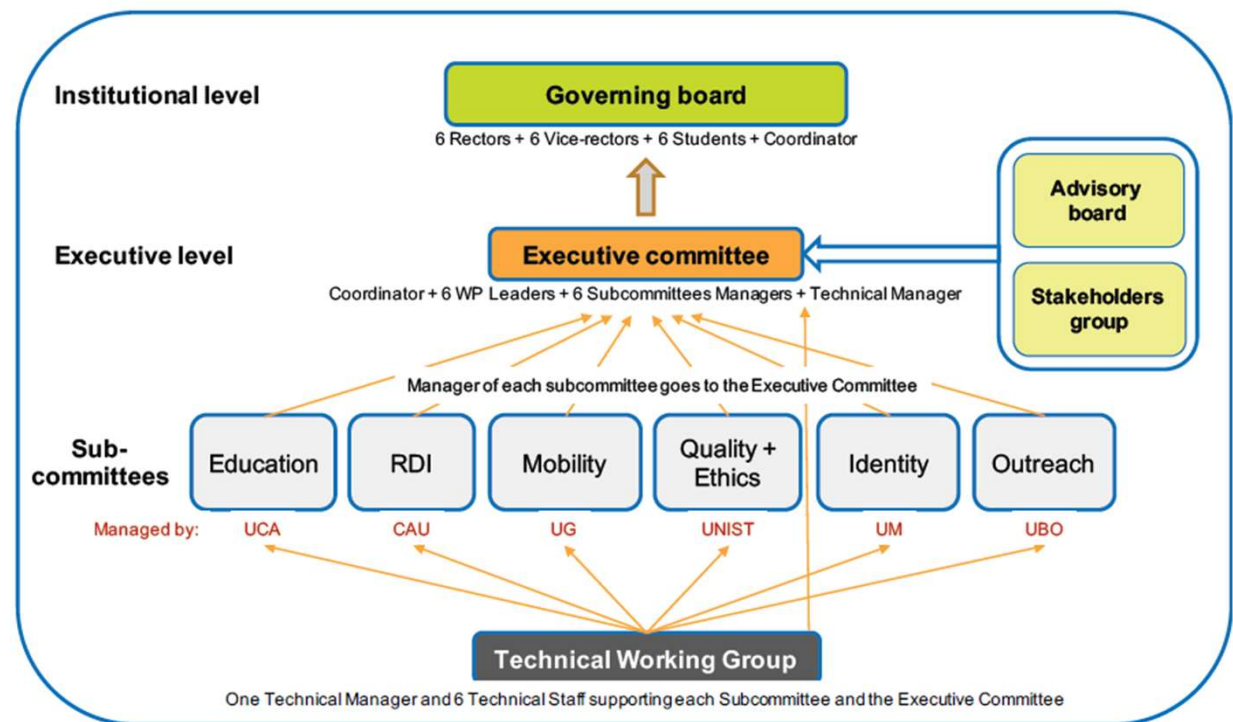 Institutional level
Governing board
6 Rectors + 6 Vice-rectors + 6 Students + Coordinator
Advisory
board
Executive level
Executive committee
Coordinator + 6 WP Leaders + 6 Subcommittees Managers + Technical Manager
Stakeholders
group
Manager of each subcommittee goes to the Executive Committee
Sub-
committees
Education
RDI
Mobility
Quality +
Ethics
Identity
Outreach
Managed by:
UCA
CAU
UG
UNIST
UM
UBO
Technical Working Group
One Technical Manager and 6 Technical Staff supporting each Subcommittee and the Executive Committee